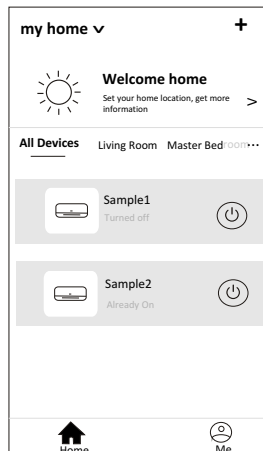 my home
+
Welcome home
Set your home location, get more
information
>
All Devices Living Room Master Bedroom ...
Sample1
Turned off
Sample2
Already On
Home Me